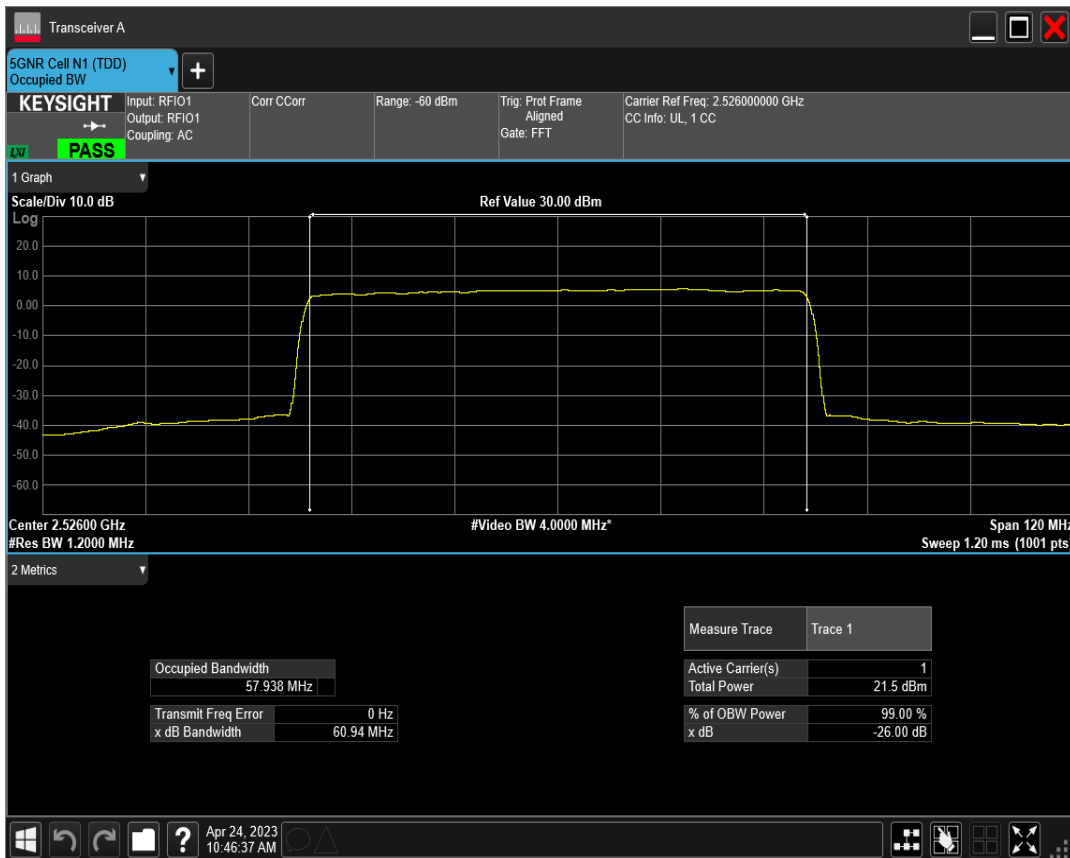 Transceiver A
5GNR Cell N1 (TDD)
Occupied BW
+
KEYSIGHT
LXI
PASS
Input: RFIO1
Output: RFIO1
Coupling: AC
Corr CCorr
Range: -60 dBm
Trig: Prot Frame
Aligned
Gate: FFT
Carrier Ref Freq: 2.526000000 GHz
CC Info: UL, 1 CC
1 Graph
Scale/Div 10.0 dB
Ref Value 30.00 dBm
Log
20.0
10.0
0.00
-10.0
-20.0
-30.0
-40.0
-50.0
-60.0
Center 2.52600 GHz
#Video BW 4.0000 MHz*
Span 120 MHz
#Res BW 1.2000 MHz
Sweep 1.20 ms (1001 pts)
2 Metrics
Measure Trace Trace 1
Occupied Bandwidth
57.938 MHz
Active Carrier(s) 1
Total Power 21.5 dBm
Transmit Freq Error 0 Hz
x dB Bandwidth 60.94 MHz
% of OBW Power 99.00 %
x dB -26.00 dB
?
Apr 24, 2023
10:46:37 AM